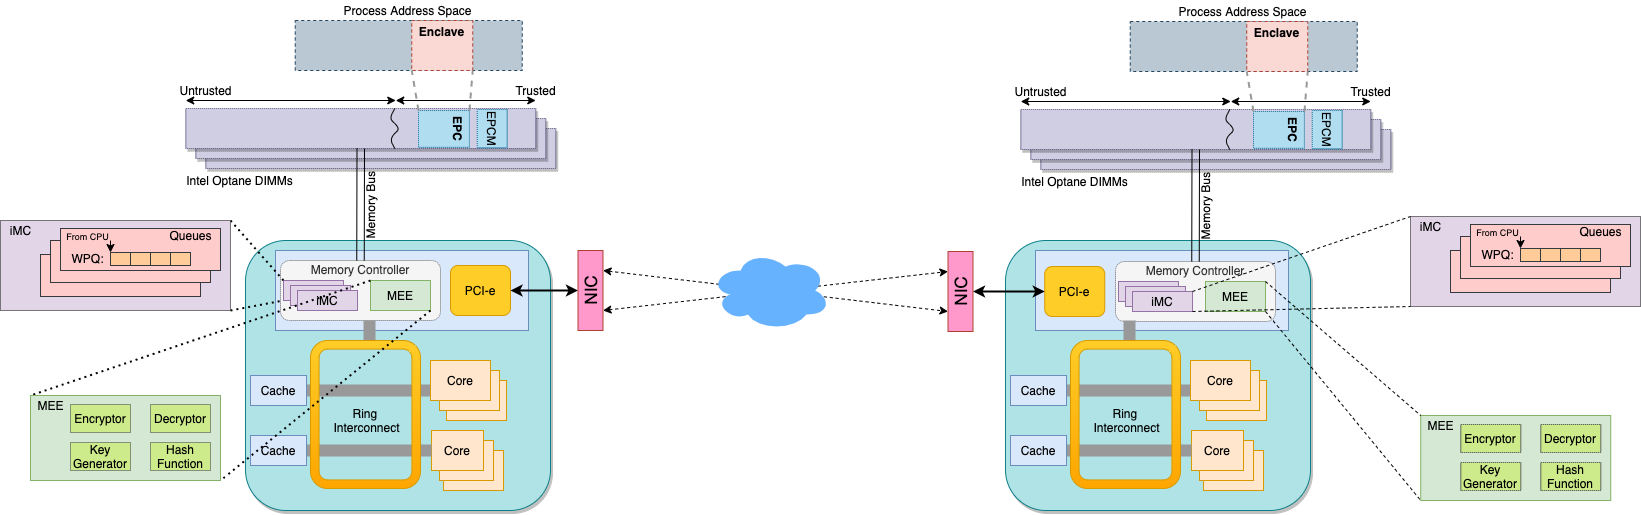 Process Address Space
Enclave
Untrusted
Trusted
EPC
EPCM
Intel Optane DIMMs
Memory Bus
iMC
From CPU
Queues
WPQ:
Memory Controller
iMC
MEE
PCI-e
NIC
MEE
Encryptor
Decryptor
Key
Generator
Hash
Function
Cache
Core
Ring
Interconnect
Cache
Core
Process Address Space
Enclave
Untrusted
Trusted
EPC
EPCM
Intel Optane DIMMs
Memory Bus
iMC
From CPU
Queues
WPQ:
NIC
PCI-e
Memory Controller
iMC
MEE
Cache
Core
Ring
Interconnect
Cache
Core
MEE
Encryptor
Decryptor
Key
Generator
Hash
Function